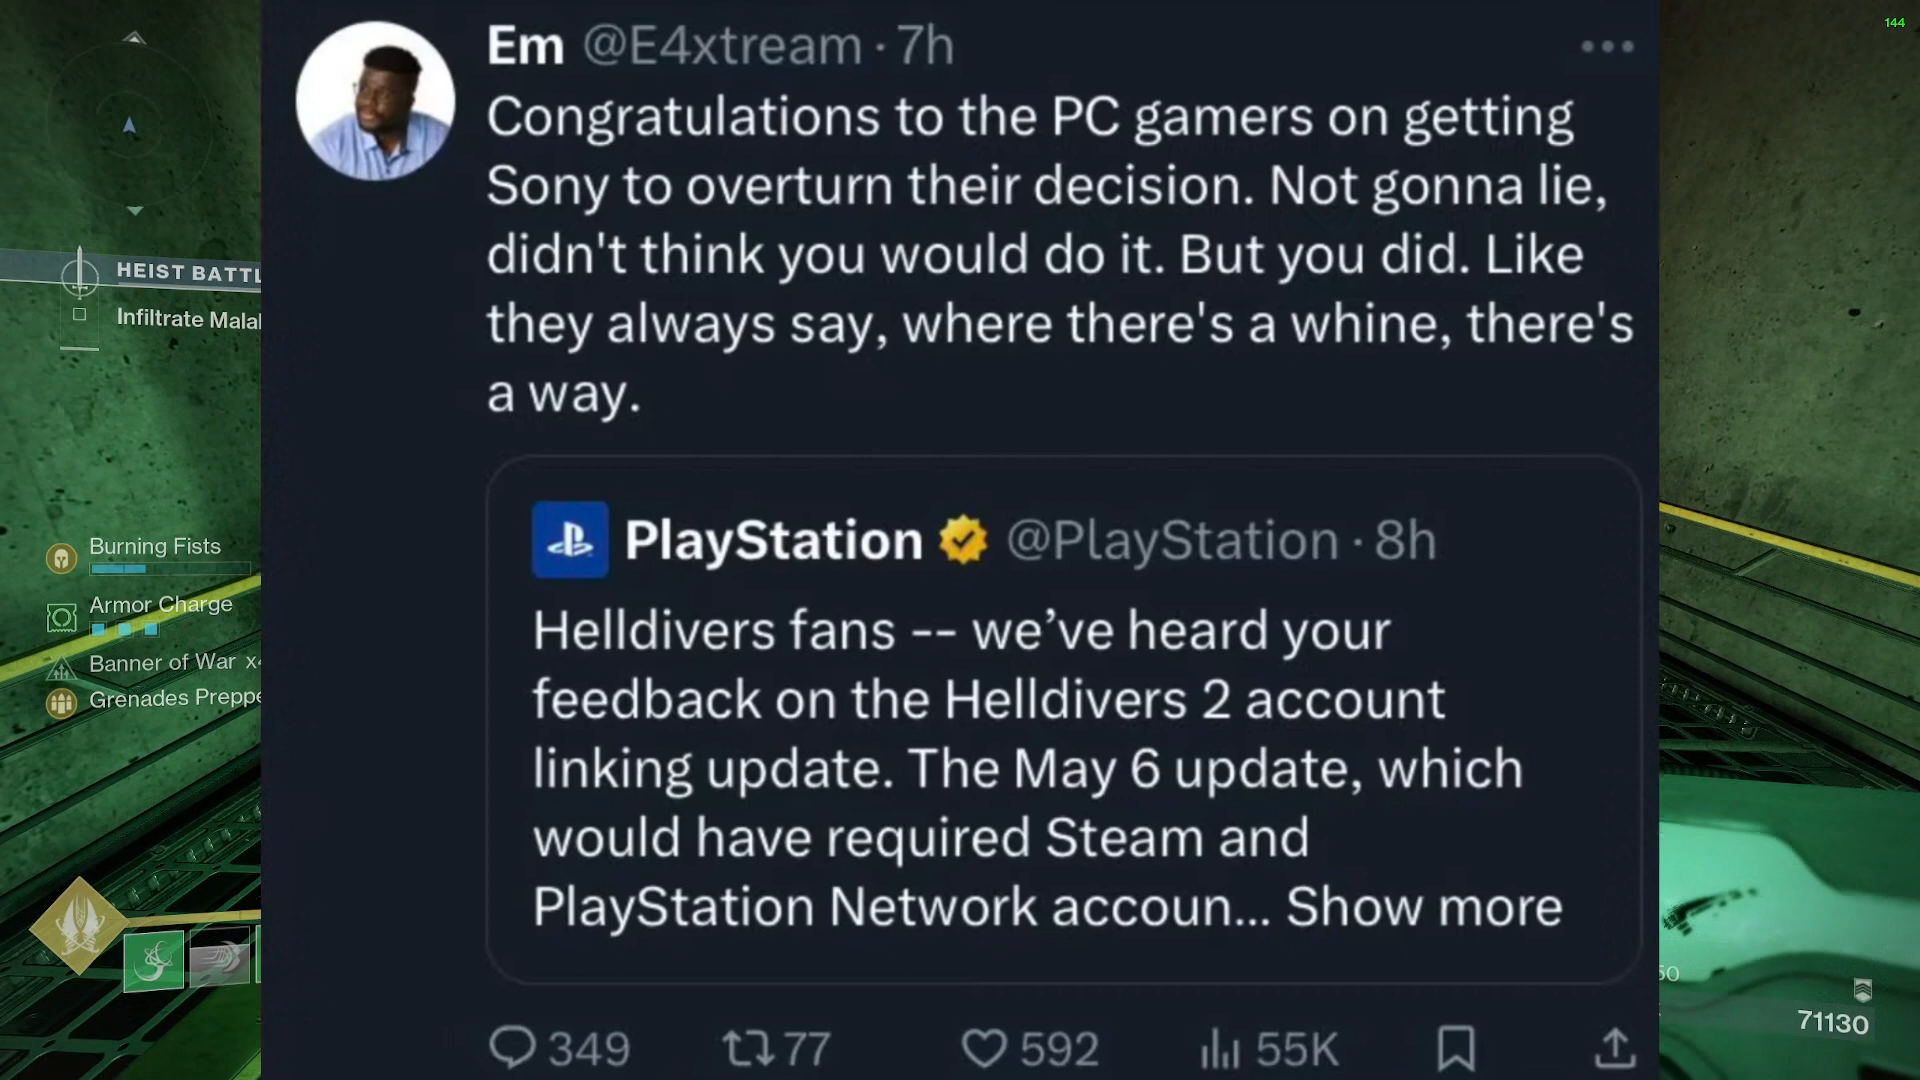 144
Em @E4xtream · 7h
Congratulations to the PC gamers on getting
Sony to overturn their decision. Not gonna lie,
didn't think you would do it. But you did. Like
they always say, where there's a whine, there's
a way.
PlayStation @PlayStation · 8h
Helldivers fans -- we’ve heard your
feedback on the Helldivers 2 account
linking update. The May 6 update, which
would have required Steam and
PlayStation Network accoun... Show more
349 77 592 55K
HEIST BATTL
Infiltrate Mala
Burning Fists
Armor Charge
Banner of War x
Grenades Preppe
50
71130